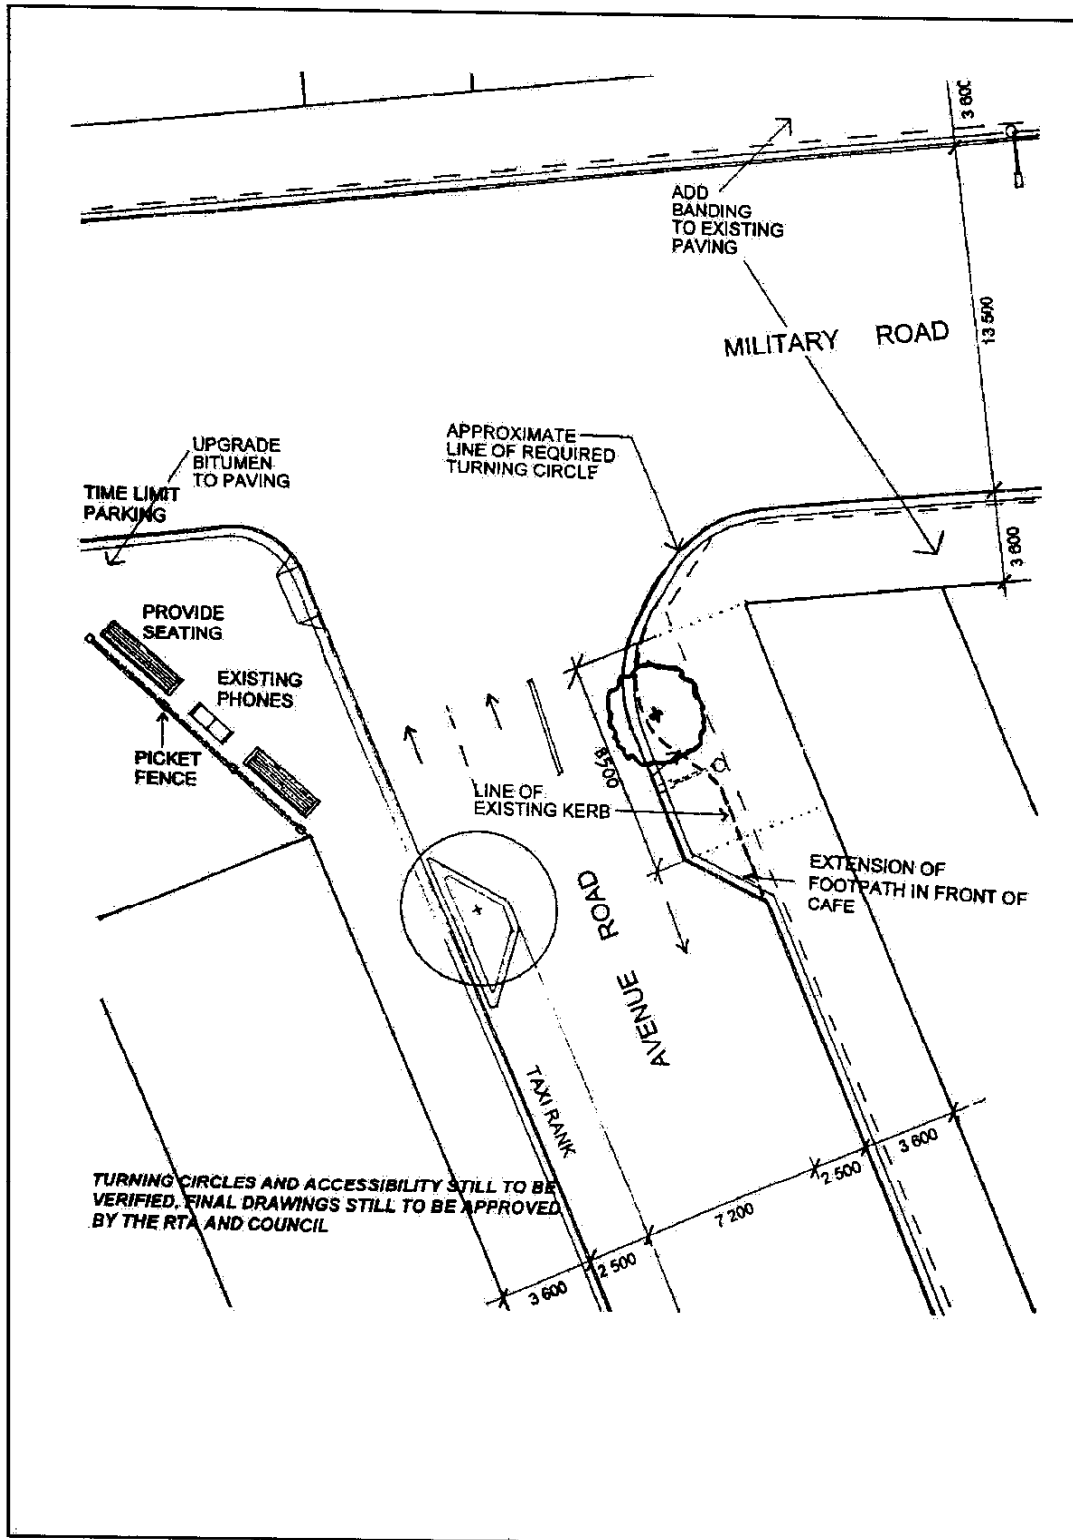 3 600
ADD
BANDING
TO EXISTING
PAVING
13 500
MILITARY ROAD
UPGRADE
BITUMEN
TO PAVING
APPROXIMATE
LINE OF REQUIRED
TURNING CIRCLE
TIME LIMIT
PARKING
3 600
PROVIDE
SEATING
EXISTING
PHONES
PICKET
FENCE
8500
LINE OF
EXISTING KERB
EXTENSION OF
FOOTPATH IN FRONT OF
CAFE
AVENUE ROAD
TAXI RANK
TURNING CIRCLES AND ACCESSIBILITY STILL TO BE
VERIFIED. FINAL DRAWINGS STILL TO BE APPROVED
BY THE RTA AND COUNCIL
3 600
2 500
7 200
2 500
3 600